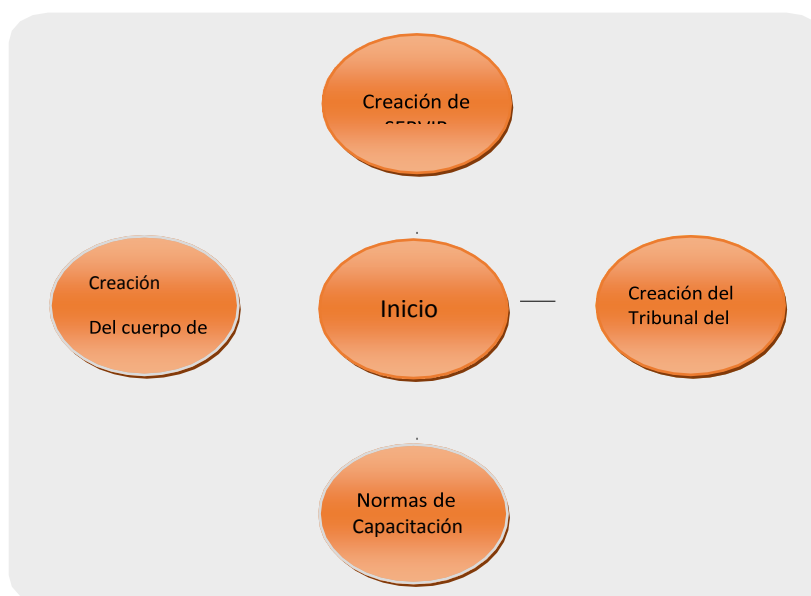 Creación de
Creación
Del cuerpo de
Inicio
Creación del
Tribunal del
Normas de
Capacitación